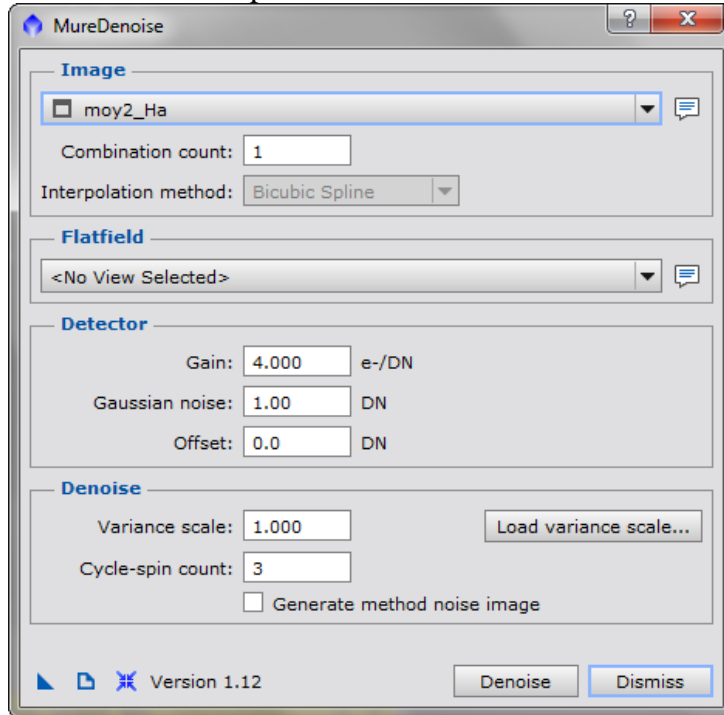 MureDenoise
Image
moy2_Ha
Combination count: 1
Interpolation method: Bicubic Spline
Flatfield
<No View Selected>
Detector
Gain: 4.000 e-/DN
Gaussian noise: 1.00 DN
Offset: 0.0 DN
Denoise
Variance scale: 1.000 Load variance scale...
Cycle-spin count: 3
Generate method noise image
Version 1.12 Denoise Dismiss